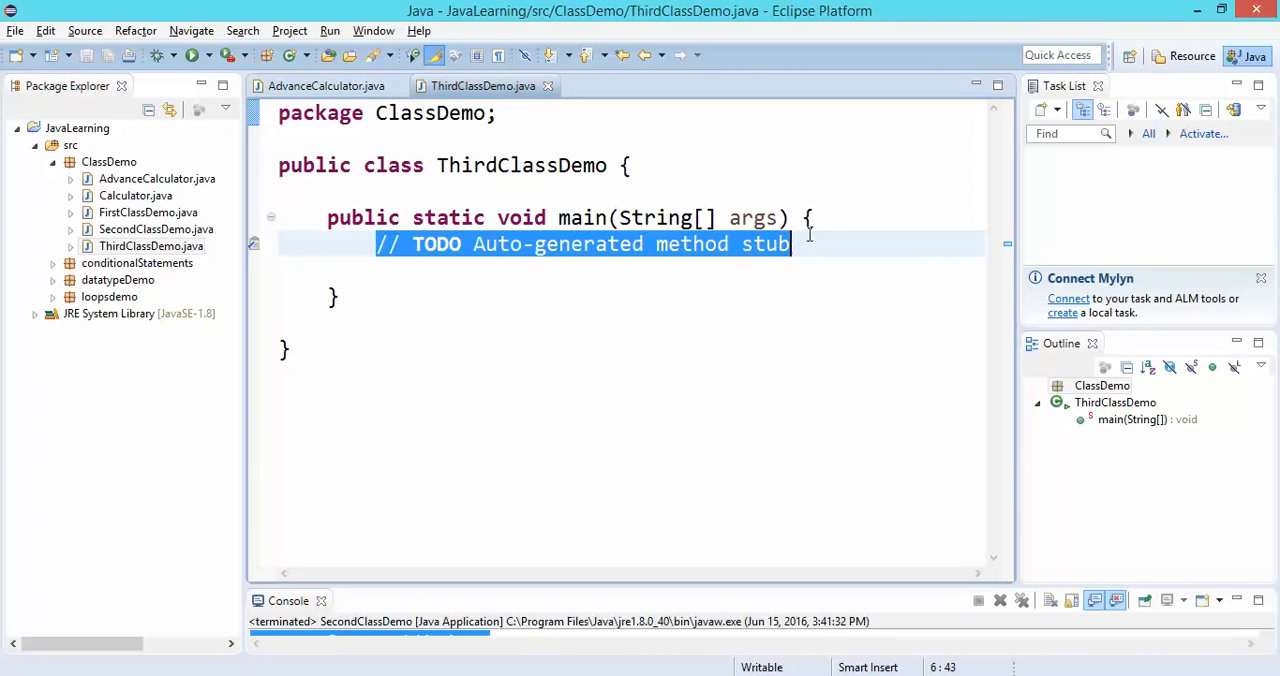 Java - JavaLearning/src/ClassDemo/ThirdClassDemo.java - Eclipse Platform
File Edit Source Refactor Navigate Search Project Run Window Help
Quick Access
Resource
Java
Package Explorer
JavaLearning
src
ClassDemo
AdvanceCalculator.java
Calculator.java
FirstClassDemo.java
SecondClassDemo.java
ThirdClassDemo.java
conditionalStatements
datatypeDemo
loopsdemo
JRE System Library [JavaSE-1.8]
AdvanceCalculator.java
ThirdClassDemo.java
package ClassDemo;
public class ThirdClassDemo {
public static void main(String[] args) {
// TODO Auto-generated method stub
}
}
Task List
Find
All
Activate...
Connect Mylyn
Connect to your task and ALM tools or
create a local task.
Outline
ClassDemo
ThirdClassDemo
main(String[]) : void
Console
<terminated> SecondClassDemo [Java Application] C:\Program Files\Java\jre1.8.0_40\bin\javaw.exe (Jun 15, 2016, 3:41:32 PM)
Writable
Smart Insert
6 : 43